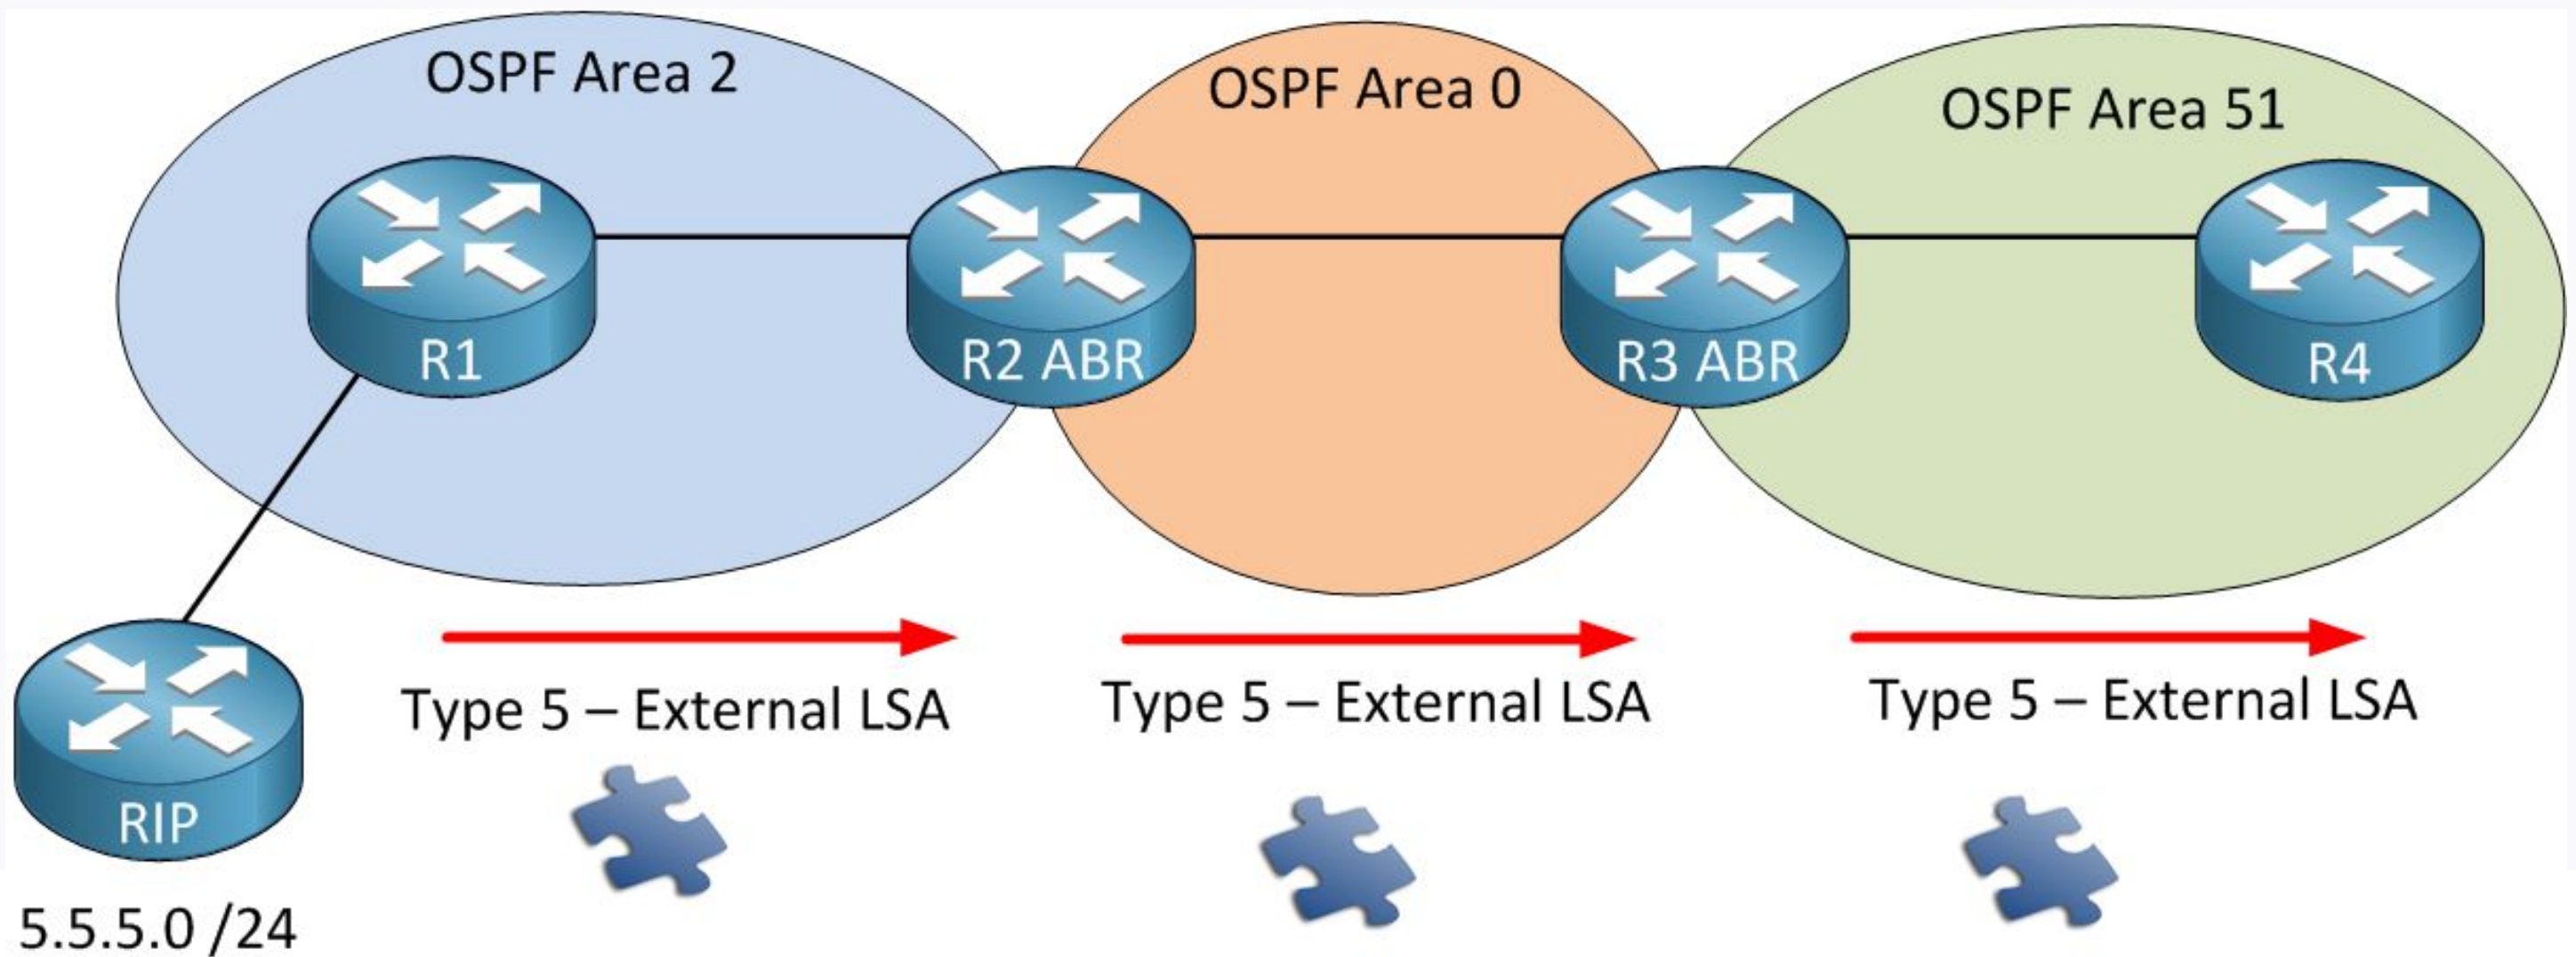 OSPF Area 2
OSPF Area 0
OSPF Area 51
R1
R2 ABR
R3 ABR
R4
Type 5 – External LSA
Type 5 – External LSA
Type 5 – External LSA
RIP
5.5.5.0 /24